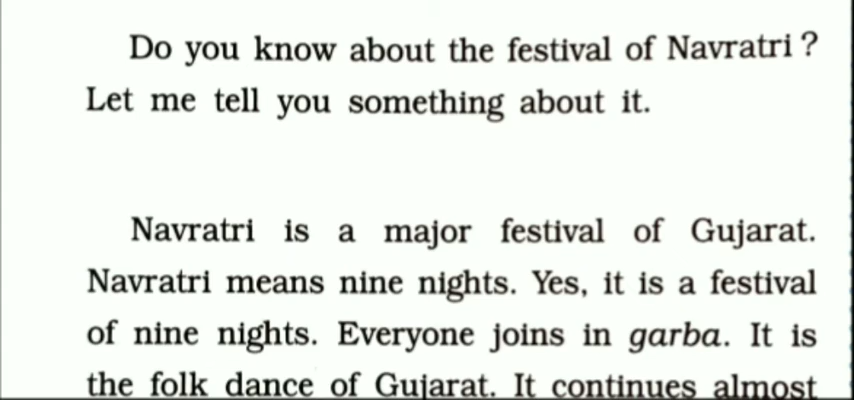 Do you know about the festival of Navratri ?
Let me tell you something about it.
Navratri is a major festival of Gujarat.
Navratri means nine nights. Yes, it is a festival
of nine nights. Everyone joins in garba. It is
the folk dance of Gujarat. It continues almost